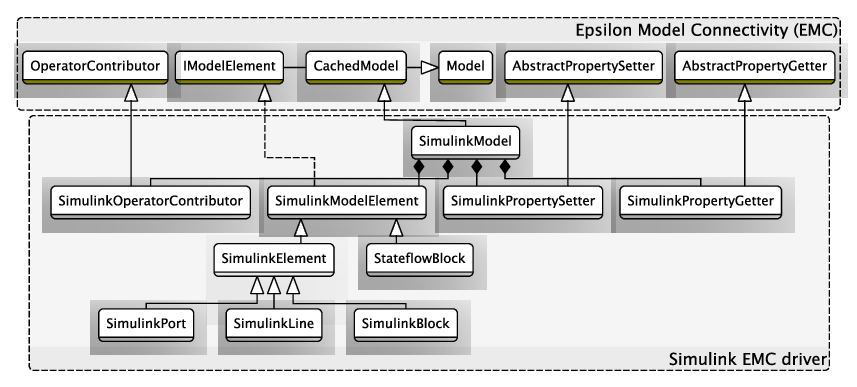 Epsilon Model Connectivity (EMC)
OperatorContributor
IModelElement
CachedModel
Model
AbstractPropertySetter
AbstractPropertyGetter
SimulinkModel
SimulinkOperatorContributor
SimulinkModelElement
SimulinkPropertySetter
SimulinkPropertyGetter
SimulinkElement
StateflowBlock
SimulinkPort
SimulinkLine
SimulinkBlock
Simulink EMC driver